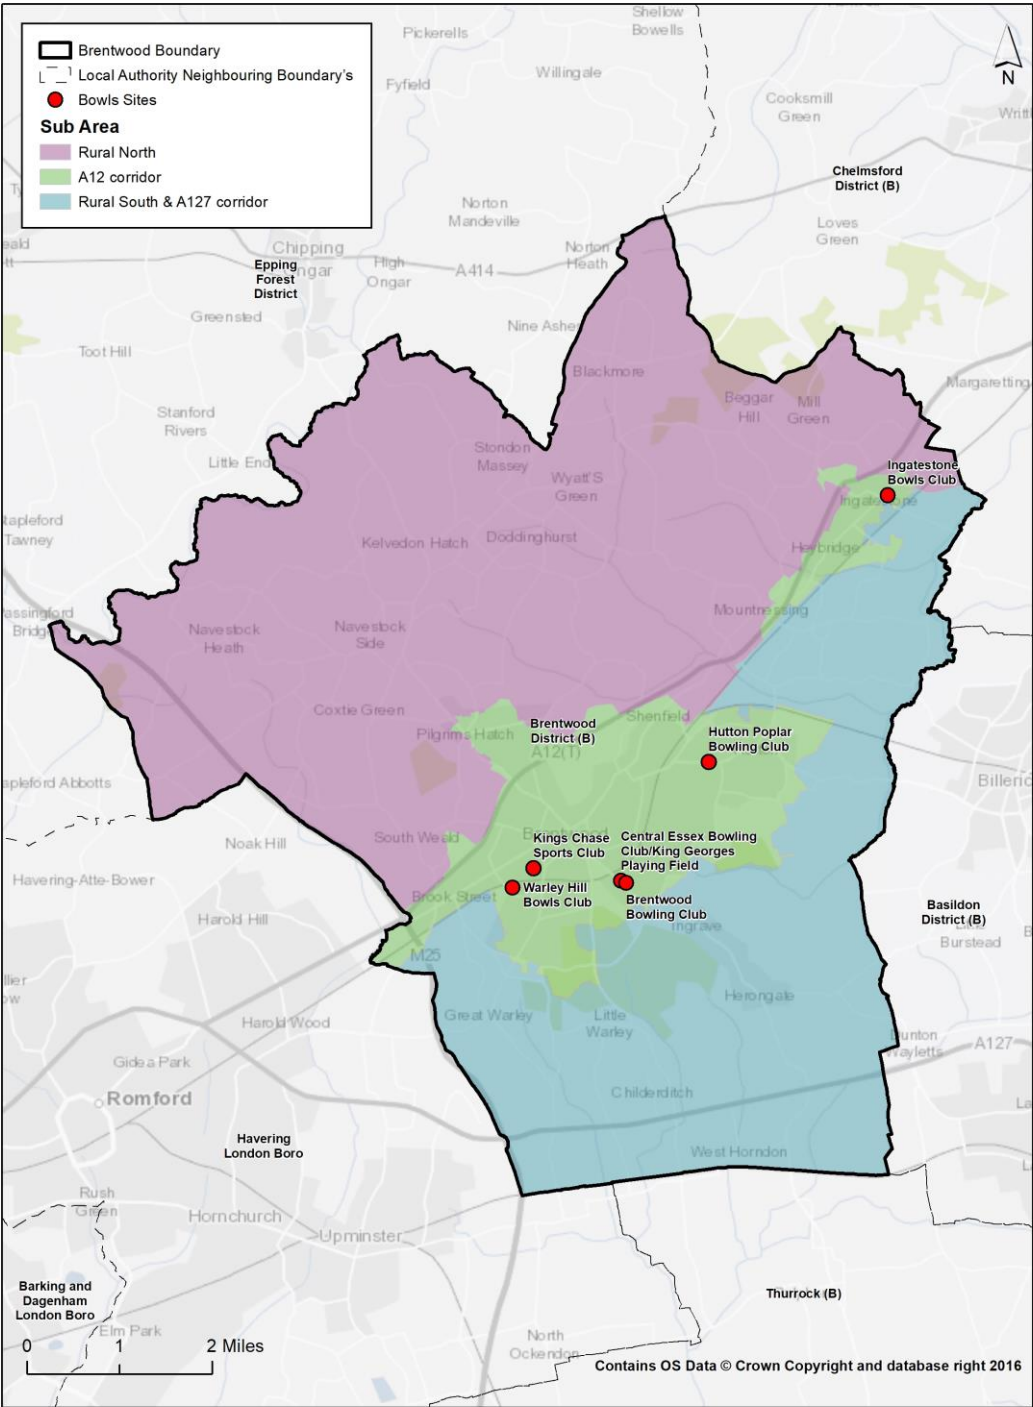 Brentwood Boundary
Local Authority Neighbouring Boundary's
Bowls Sites
Sub Area
Rural North
A12 corridor
Rural South & A127 corridor
N
Pickerells
Shellow
Bowells
Willingale
Fyfield
Cooksmill
Green
Chelmsford
District (B)
Norton
Mandeville
Loves
Green
Chipping
Epping
Forest
District
High
Ongar
A414
Norton
Heath
Greensted
Toot Hill
Blackmore
Margaretting
Beggar
Hill
Mill
Green
Stanford
Rivers
Stondon
Massey
Little End
Wyatt'S
Green
Ingatestone
Bowls Club
Tawney
Kelvedon Hatch
Doddinghurst
Heybridge
Mountnessing
Navestock
Heath
Navestock
Side
Coxtie Green
Pilgrims Hatch
Shenfield
Brentwood
District (B)
A12(T)
Hutton Poplar
Bowling Club
Noak Hill
South Weald
Brentwood
Kings Chase
Sports Club
Central Essex Bowling
Club/King Georges
Playing Field
Havering-Atte-Bower
Brook Street
Warley Hill
Bowls Club
Brentwood
Bowling Club
Harold Hill
Basildon
District (B)
Little
Burstead
M25
Great Warley
Little
Warley
Herongate
Harold Wood
Gidea Park
A127
Romford
Childerditch
Havering
London Boro
West Horndon
Rush
Green
Hornchurch
Upminster
Barking and
Dagenham
London Boro
Thurrock (B)
Elm Park
North
Ockendon
0 1 2 Miles
Contains OS Data © Crown Copyright and database right 2016